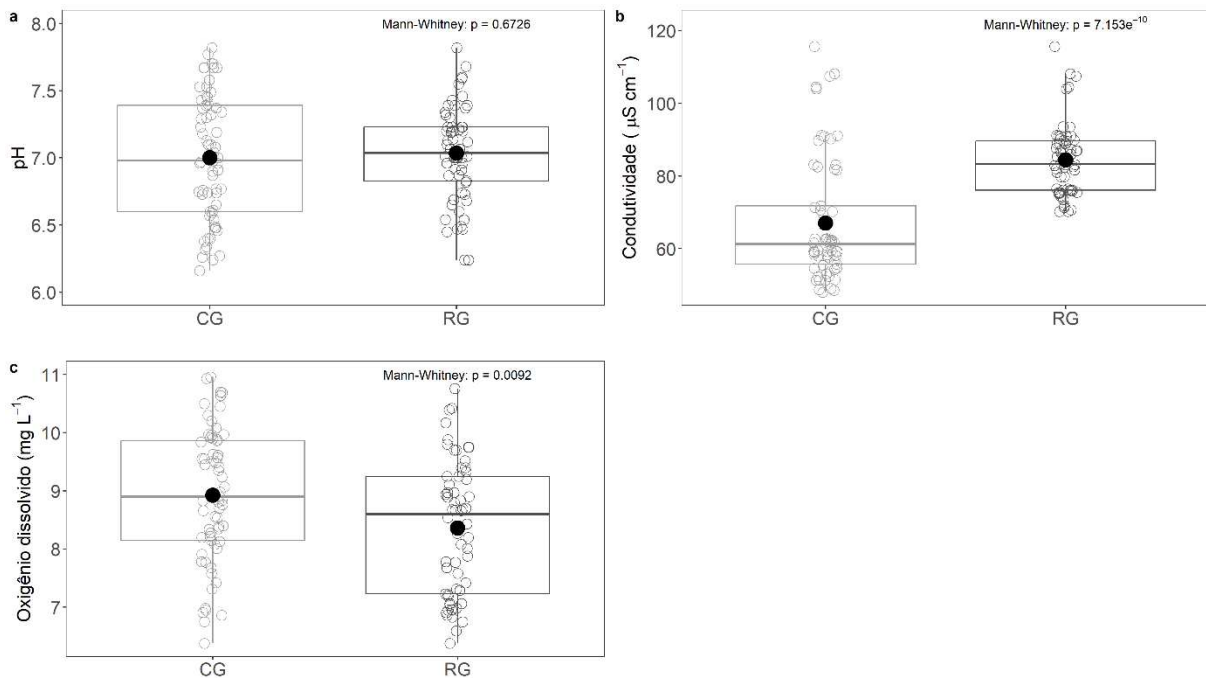 a
Mann-Whitney: p = 0.6726
pH
8.0
7.5
7.0
6.5
6.0
CG
RG
b
Mann-Whitney: p = 7.153e⁻¹⁰
Condutividade ( μS cm⁻¹)
120
100
80
60
CG
RG
c
Mann-Whitney: p = 0.0092
Oxigênio dissolvido (mg L⁻¹)
11
10
9
8
7
CG
RG